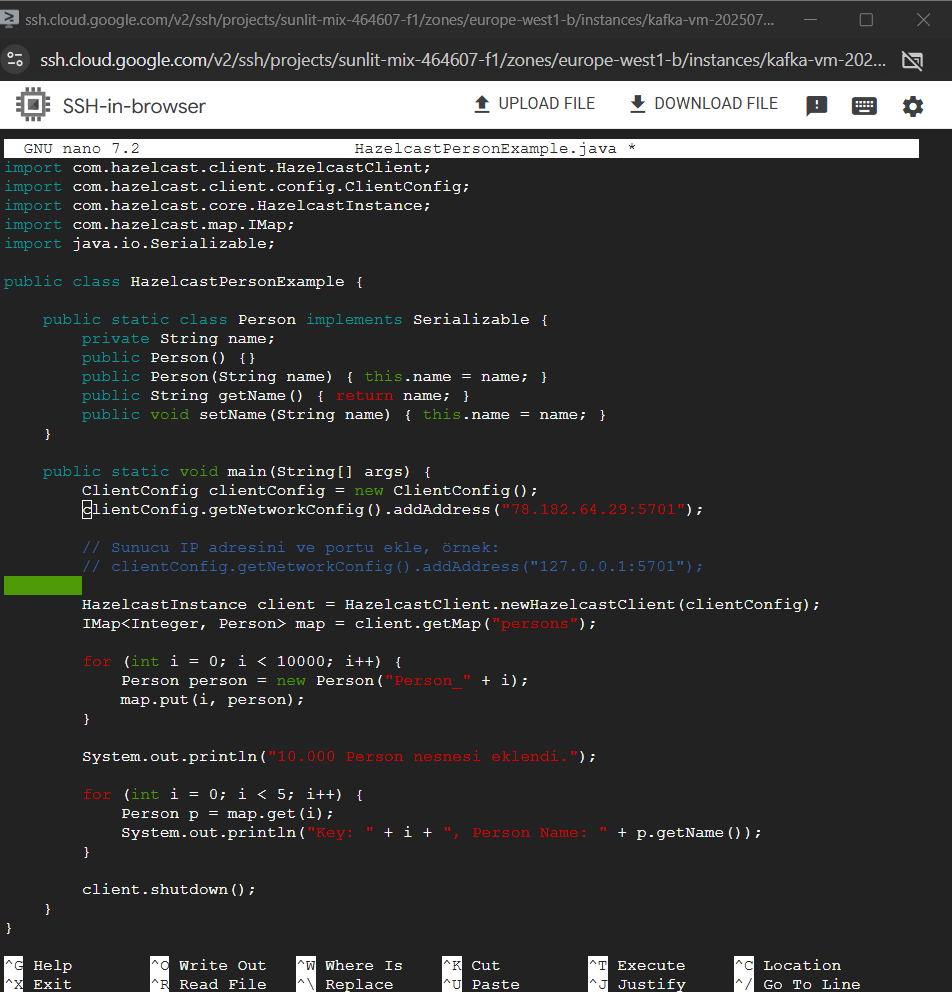 ssh.cloud.google.com/v2/ssh/projects/sunlit-mix-464607-f1/zones/europe-west1-b/instances/kafka-vm-202507...
ssh.cloud.google.com/v2/ssh/projects/sunlit-mix-464607-f1/zones/europe-west1-b/instances/kafka-vm-202...
SSH-in-browser UPLOAD FILE DOWNLOAD FILE
GNU nano 7.2 HazelcastPersonExample.java *
import com.hazelcast.client.HazelcastClient;
import com.hazelcast.client.config.ClientConfig;
import com.hazelcast.core.HazelcastInstance;
import com.hazelcast.map.IMap;
import java.io.Serializable;
public class HazelcastPersonExample {
    public static class Person implements Serializable {
        private String name;
        public Person() {}
        public Person(String name) { this.name = name; }
        public String getName() { return name; }
        public void setName(String name) { this.name = name; }
    }
    public static void main(String[] args) {
        ClientConfig clientConfig = new ClientConfig();
        clientConfig.getNetworkConfig().addAddress("78.182.64.29:5701");
        // Sunucu IP adresini ve portu ekle, örnek:
        // clientConfig.getNetworkConfig().addAddress("127.0.0.1:5701");
        HazelcastInstance client = HazelcastClient.newHazelcastClient(clientConfig);
        IMap<Integer, Person> map = client.getMap("persons");
        for (int i = 0; i < 10000; i++) {
            Person person = new Person("Person_" + i);
            map.put(i, person);
        }
        System.out.println("10.000 Person nesnesi eklendi.");
        for (int i = 0; i < 5; i++) {
            Person p = map.get(i);
            System.out.println("Key: " + i + ", Person Name: " + p.getName());
        }
        client.shutdown();
    }
}
^G Help ^O Write Out ^W Where Is ^K Cut ^T Execute ^C Location
^X Exit ^R Read File ^\ Replace ^U Paste ^J Justify ^/ Go To Line